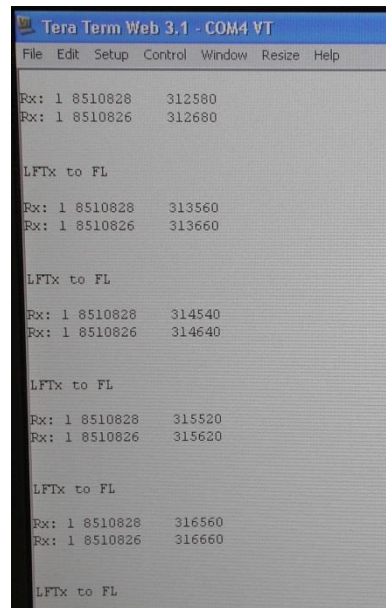 Tera Term Web 3.1 - COM4 VT
File Edit Setup Control Window Resize Help
Rx: 1 8510828 312580
Rx: 1 8510826 312680
LFTx to FL
Rx: 1 8510828 313560
Rx: 1 8510826 313660
LFTx to FL
Rx: 1 8510828 314540
Rx: 1 8510826 314640
LFTx to FL
Rx: 1 8510828 315520
Rx: 1 8510826 315620
LFTx to FL
Rx: 1 8510828 316560
Rx: 1 8510826 316660
LFTx to FL